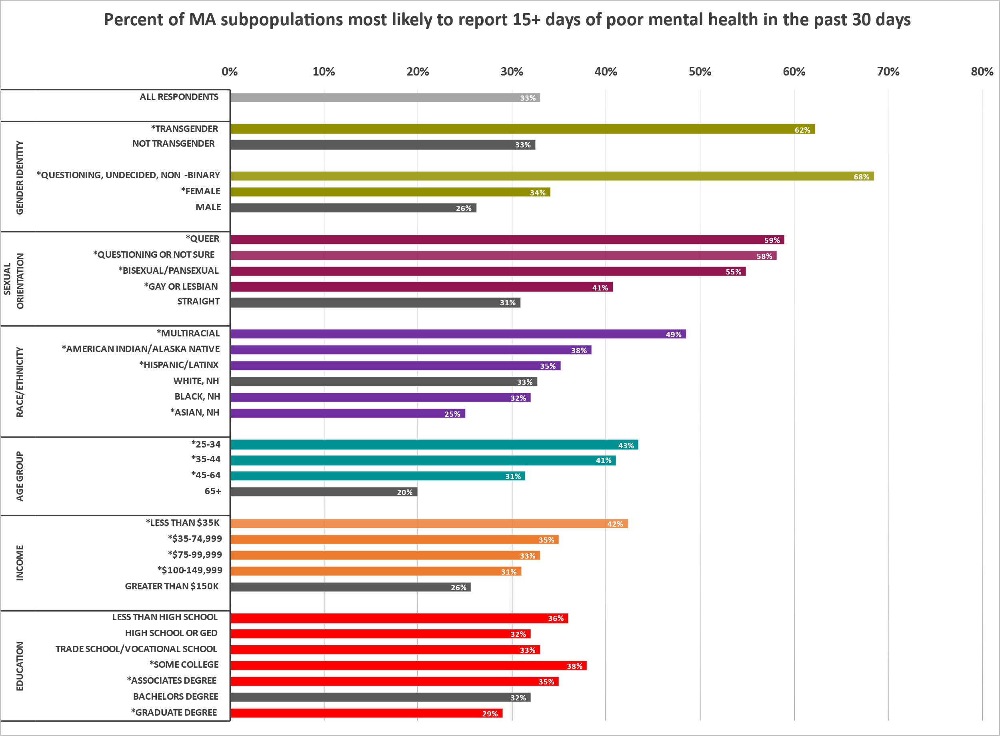 Percent of MA subpopulations most likely to report 15+ days of poor mental health in the past 30 days
0% 10% 20% 30% 40% 50% 60% 70% 80%
ALL RESPONDENTS 33%
GENDER IDENTITY
*TRANSGENDER 62%
NOT TRANSGENDER 33%
*QUESTIONING, UNDECIDED, NON -BINARY 68%
*FEMALE 34%
MALE 26%
SEXUAL
ORIENTATION
*QUEER 59%
*QUESTIONING OR NOT SURE 58%
*BISEXUAL/PANSEXUAL 55%
*GAY OR LESBIAN 41%
STRAIGHT 31%
RACE/ETHNICITY
*MULTIRACIAL 49%
*AMERICAN INDIAN/ALASKA NATIVE 38%
*HISPANIC/LATINX 35%
WHITE, NH 33%
BLACK, NH 32%
*ASIAN, NH 25%
AGE GROUP
*25-34 43%
*35-44 41%
*45-64 31%
65+ 20%
INCOME
*LESS THAN $35K 42%
*$35-74,999 35%
*$75-99,999 33%
*$100-149,999 31%
GREATER THAN $150K 26%
EDUCATION
LESS THAN HIGH SCHOOL 36%
HIGH SCHOOL OR GED 32%
TRADE SCHOOL/VOCATIONAL SCHOOL 33%
*SOME COLLEGE 38%
*ASSOCIATES DEGREE 35%
BACHELORS DEGREE 32%
*GRADUATE DEGREE 29%